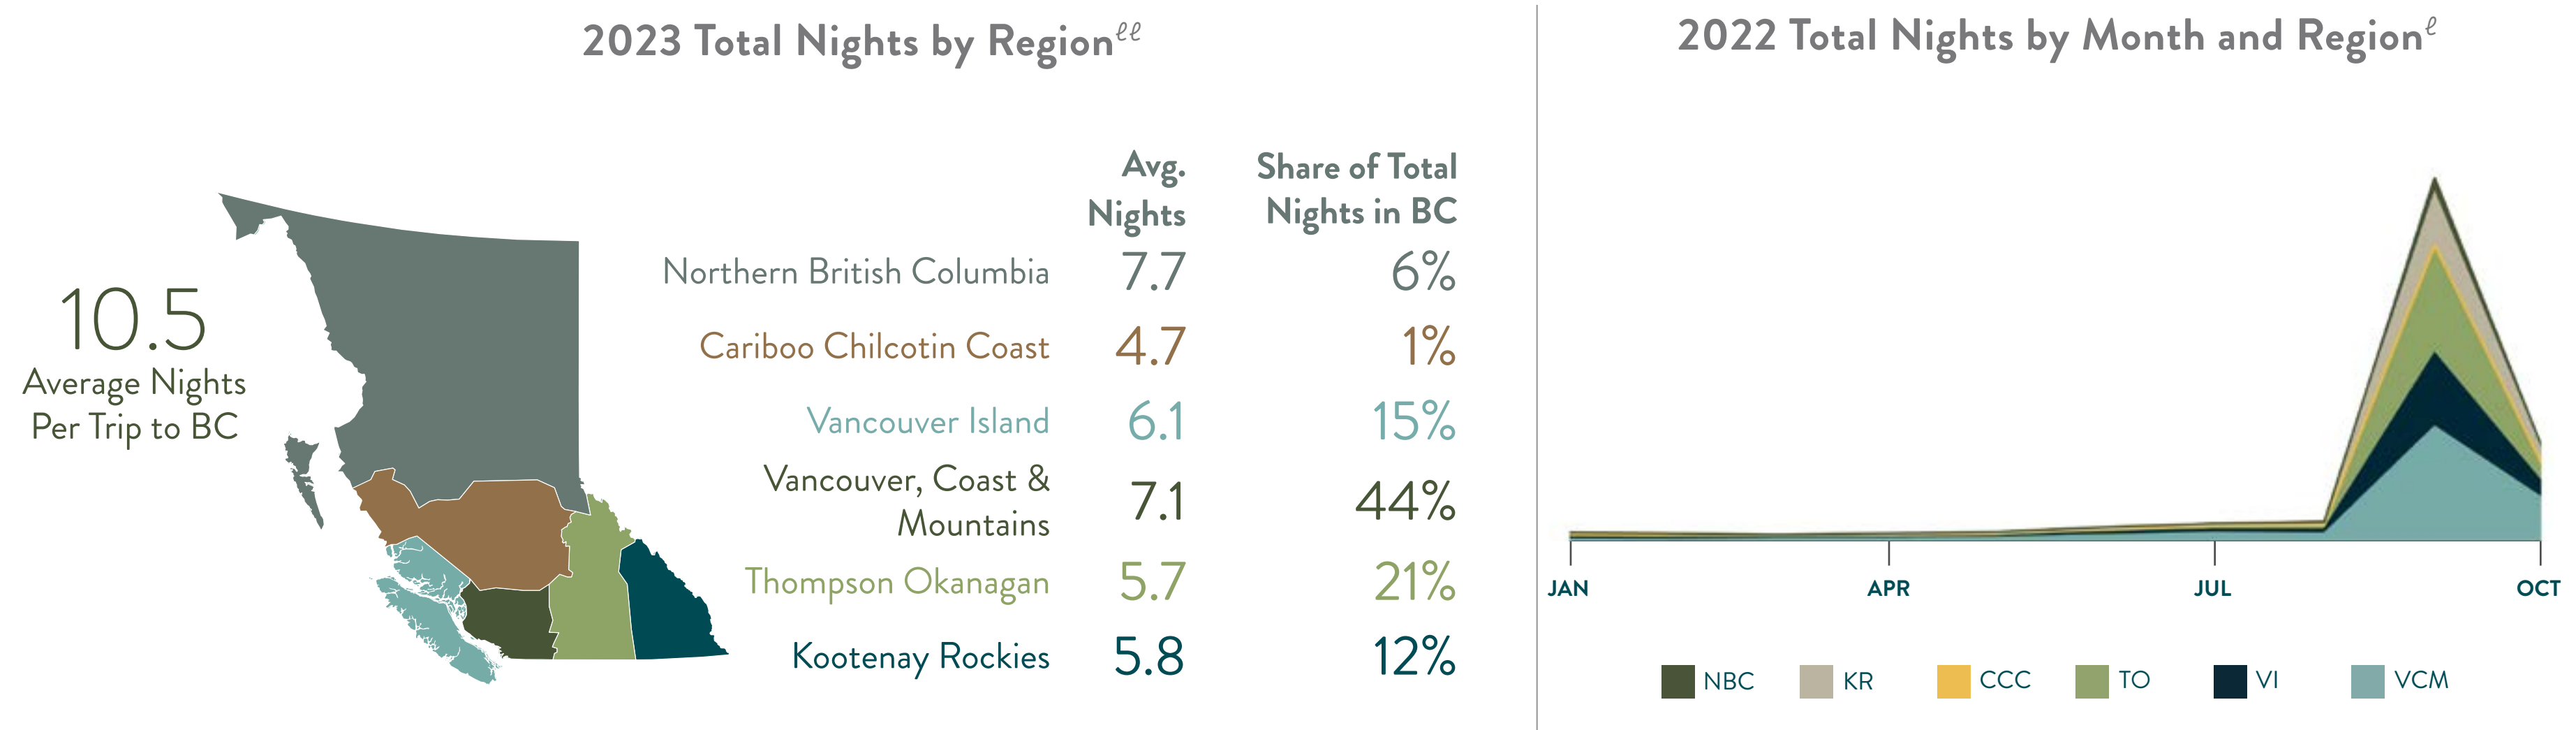 2023 Total Nights by Regionℓℓ
10.5
Average Nights
Per Trip to BC
Avg.
Nights
Share of Total
Nights in BC
Northern British Columbia 7.7 6%
Cariboo Chilcotin Coast 4.7 1%
Vancouver Island 6.1 15%
Vancouver, Coast &
Mountains 7.1 44%
Thompson Okanagan 5.7 21%
Kootenay Rockies 5.8 12%
2022 Total Nights by Month and Regionℓ
JAN APR JUL OCT
NBC KR CCC TO VI VCM